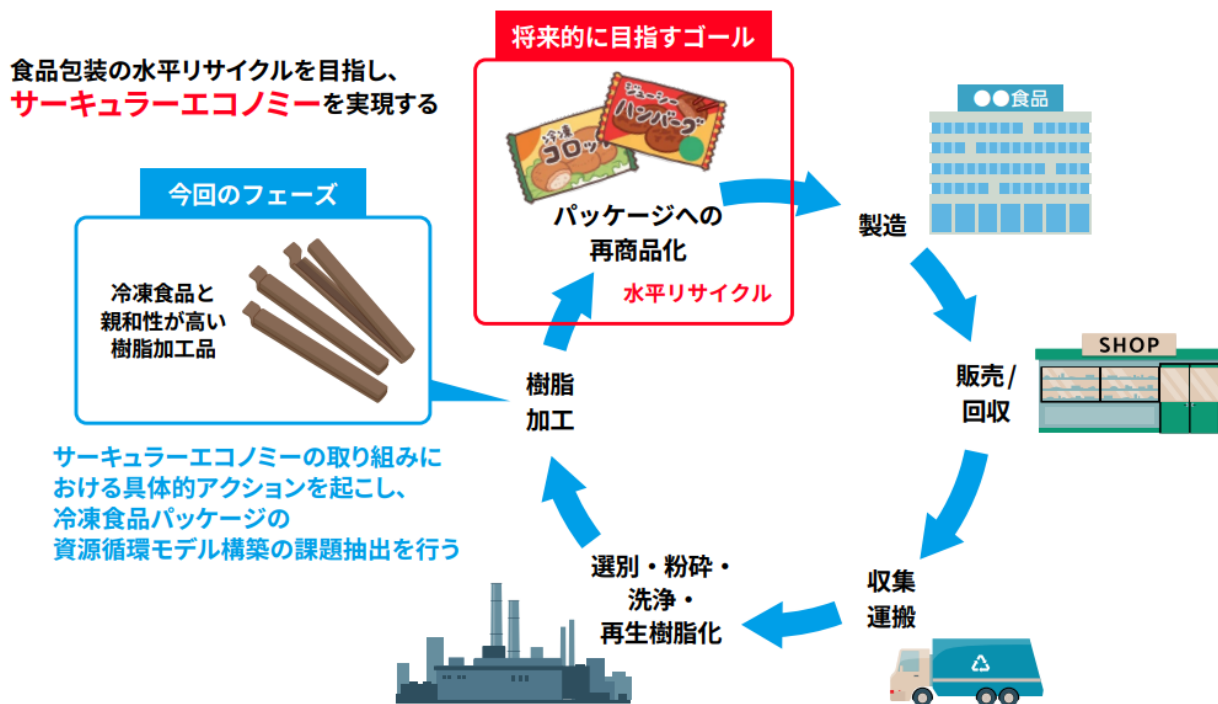 食品包装の水平リサイクルを目指し、
サーキュラーエコノミーを実現する
将来的に目指すゴール
冷凍
コロッケ
ジューシー
ハンバーグ
パッケージへの
再商品化
水平リサイクル
●●食品
製造
SHOP
販売/
回収
収集
運搬
選別・粉砕・
洗浄・
再生樹脂化
樹脂
加工
今回のフェーズ
冷凍食品と
親和性が高い
樹脂加工品
サーキュラーエコノミーの取り組みに
おける具体的アクションを起こし、
冷凍食品パッケージの
資源循環モデル構築の課題抽出を行う